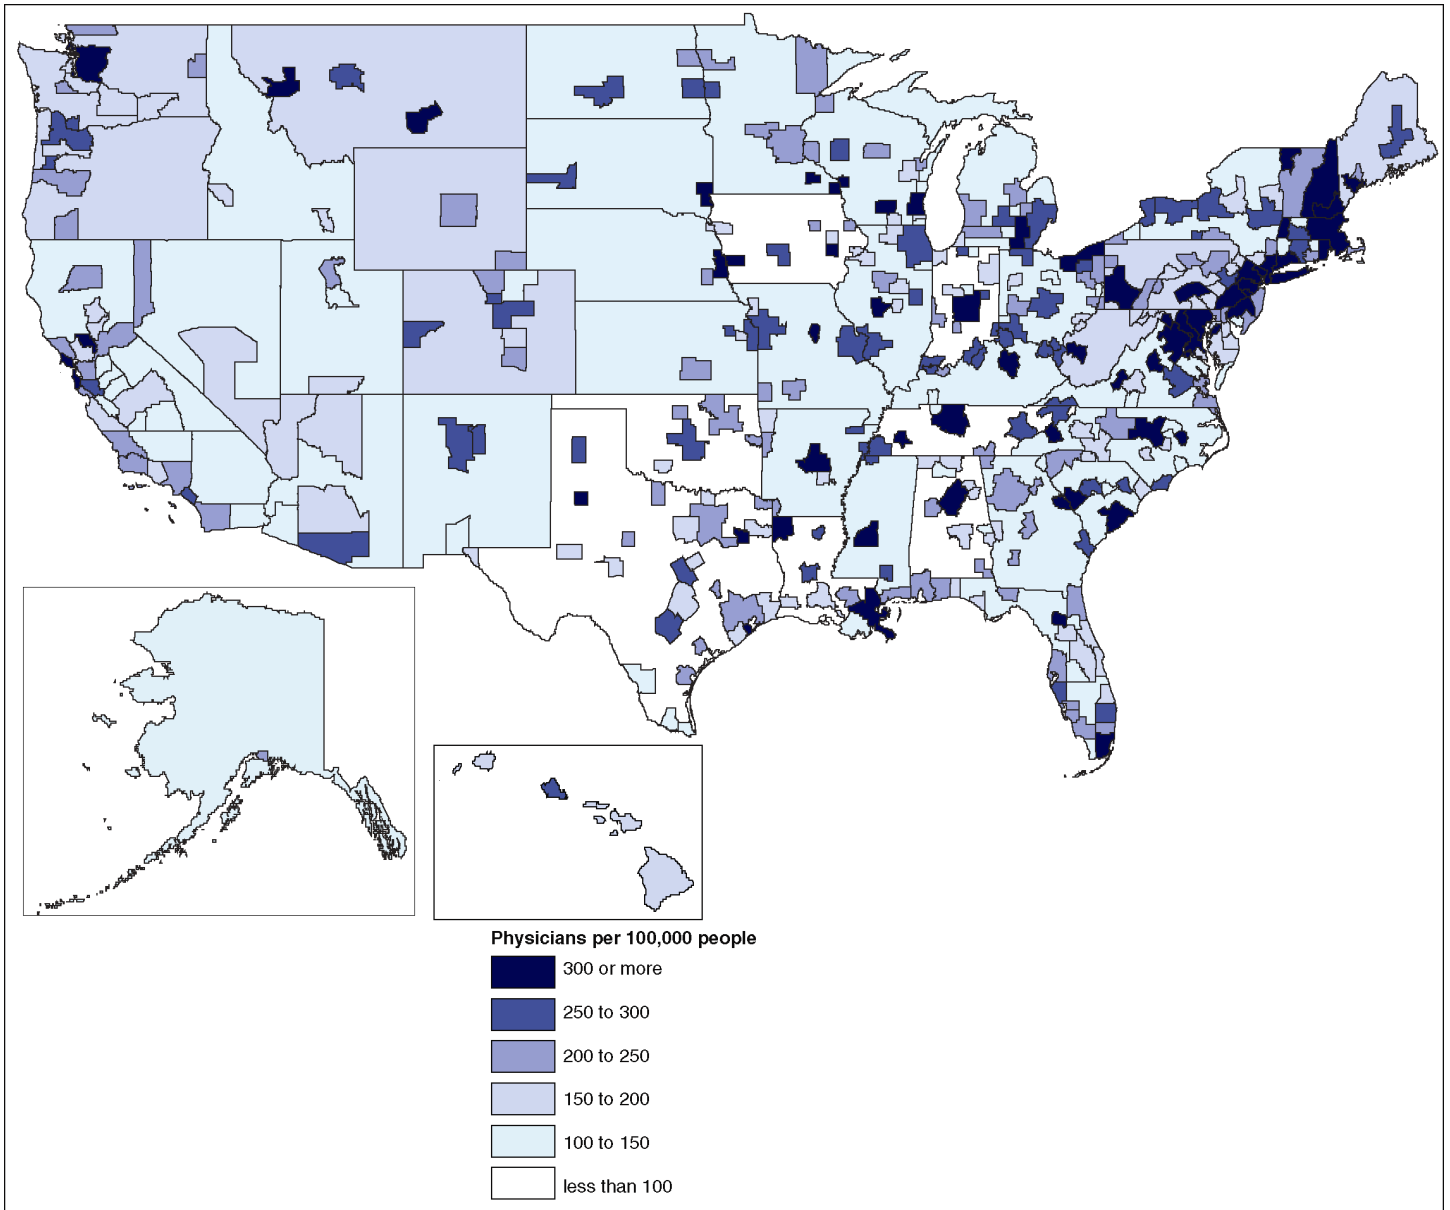 Physicians per 100,000 people
300 or more
250 to 300
200 to 250
150 to 200
100 to 150
less than 100